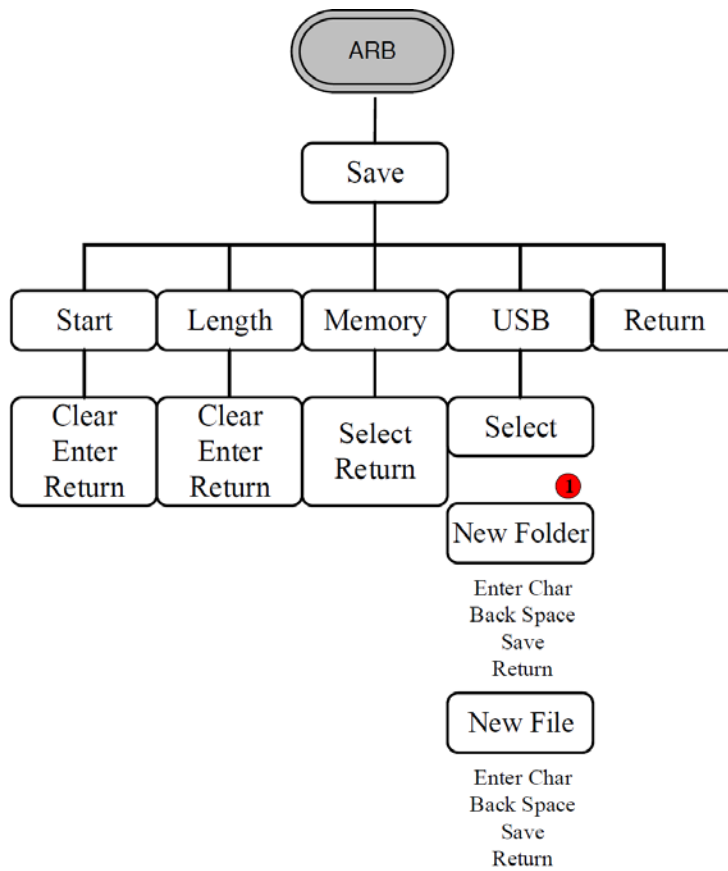 ARB
Save
Start
Length
Memory
USB
Return
Clear
Enter
Return
Clear
Enter
Return
Select
Return
Select
1
New Folder
Enter Char
Back Space
Save
Return
New File
Enter Char
Back Space
Save
Return